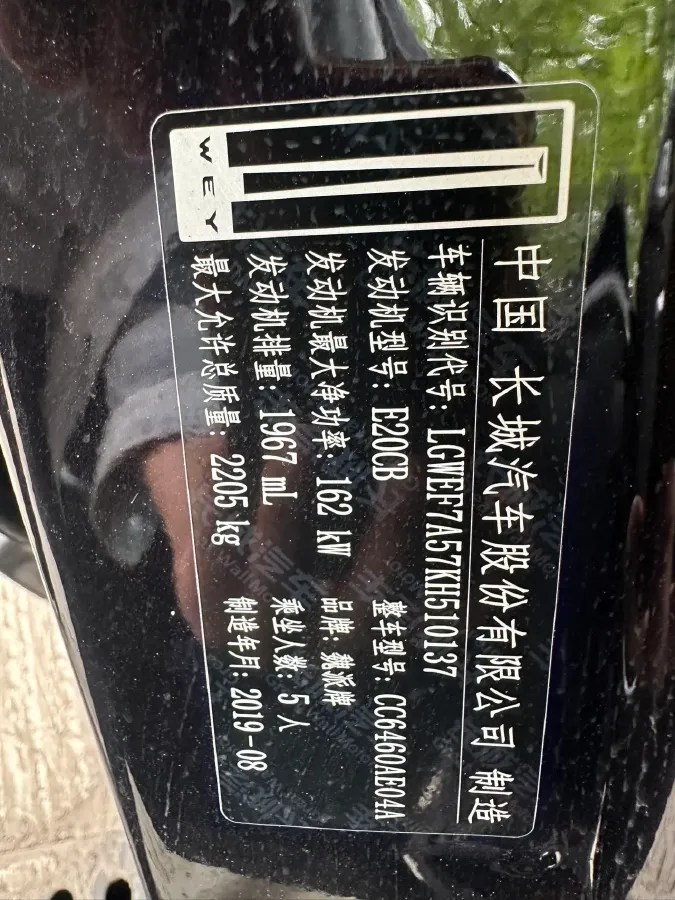 WEY
中国 长城汽车股份有限公司 制造
车辆识别代号: LGWEF7A57KH510137
发动机型号: E20CB 整车型号: CC6460AE04A
发动机最大净功率: 162 kW 品牌: 魏派牌
发动机排量: 1967 mL 乘坐人数: 5 人
最大允许总质量: 2205 kg 制造年月: 2019-08